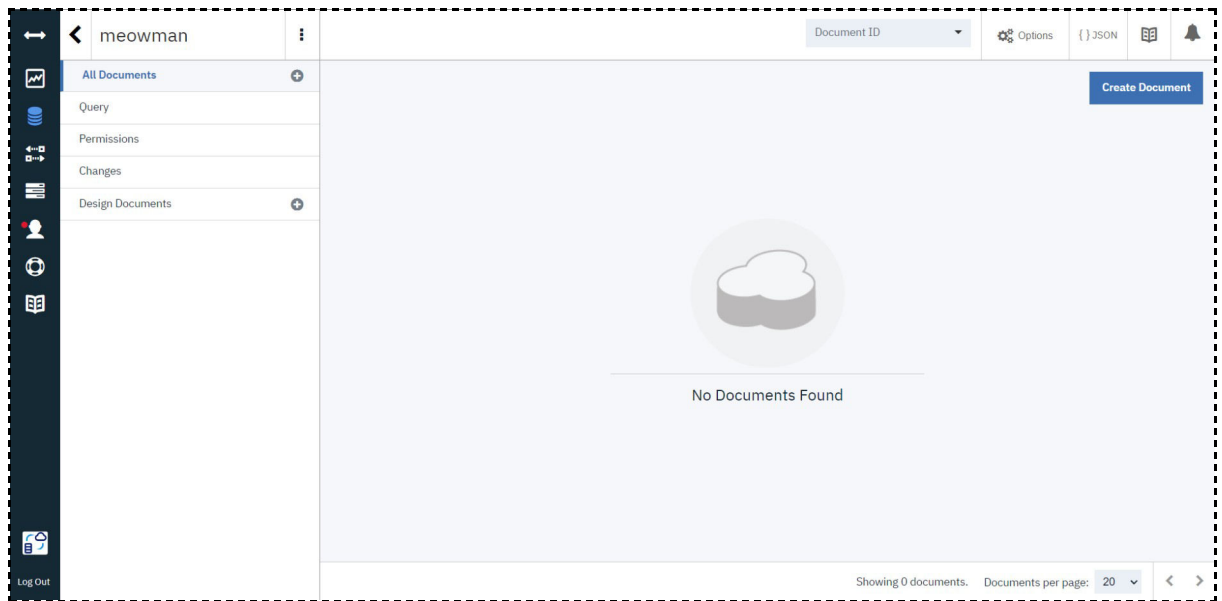 meowman
Document ID
Options
{ } JSON
All Documents
Create Document
Query
Permissions
Changes
Design Documents
No Documents Found
Log Out
Showing 0 documents.
Documents per page: 20